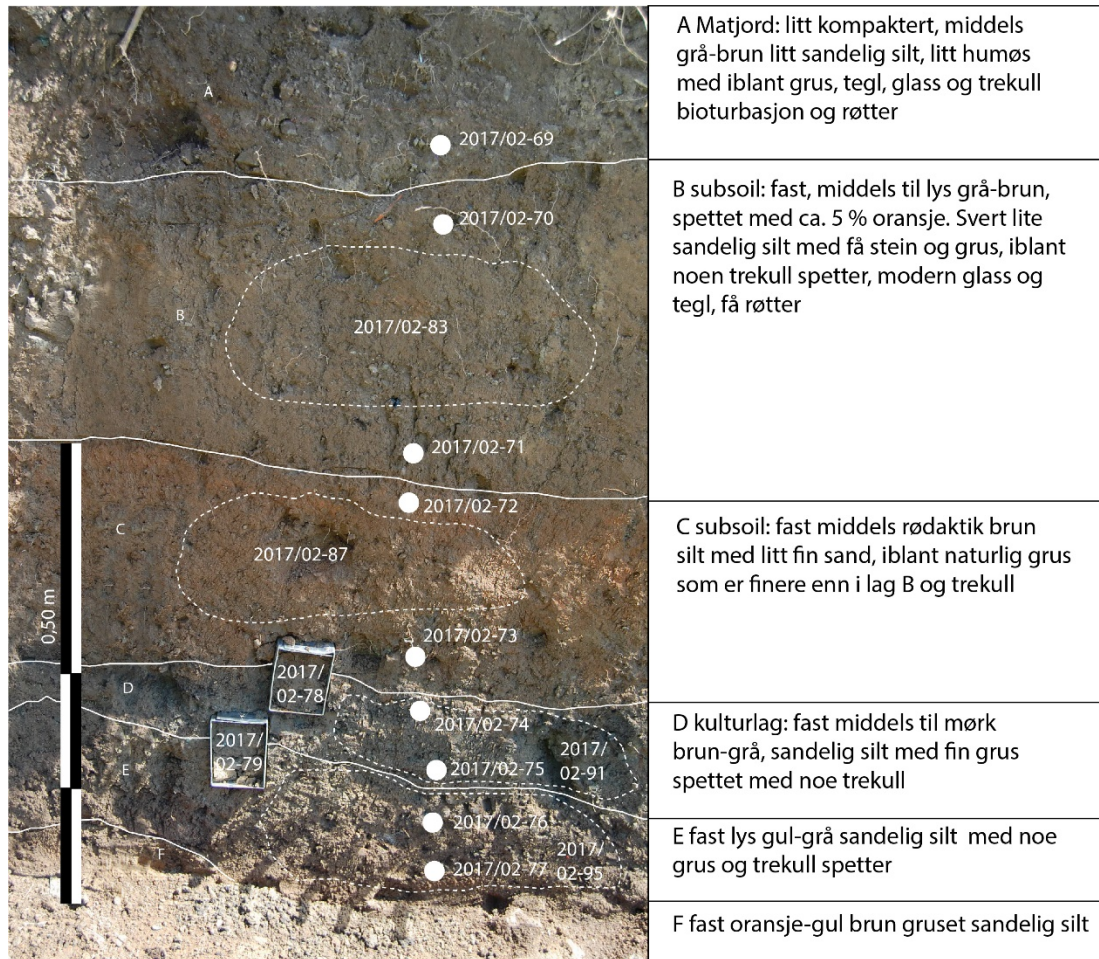 A
2017/02-69
2017/02-70
B
2017/02-83
2017/02-71
2017/02-72
C
2017/02-87
0,50 m
2017/02-73
2017/
02-78
D
2017/02-74
2017/
02-79
2017/
02-91
2017/02-75
E
2017/02-76
F
2017/02-77
2017/
02-95
A Matjord: litt kompaktert, middels
grå-brun litt sandelig silt, litt humøs
med iblant grus, tegl, glass og trekull
bioturbasjon og røtter
B subsoil: fast, middels til lys grå-brun,
spettet med ca. 5 % oransje. Svert lite
sandelig silt med få stein og grus, iblant
noen trekull spetter, modern glass og
tegl, få røtter
C subsoil: fast middels rødaktik brun
silt med litt fin sand, iblant naturlig grus
som er finere enn i lag B og trekull
D kulturlag: fast middels til mørk
brun-grå, sandelig silt med fin grus
spettet med noe trekull
E fast lys gul-grå sandelig silt med noe
grus og trekull spetter
F fast oransje-gul brun gruset sandelig silt